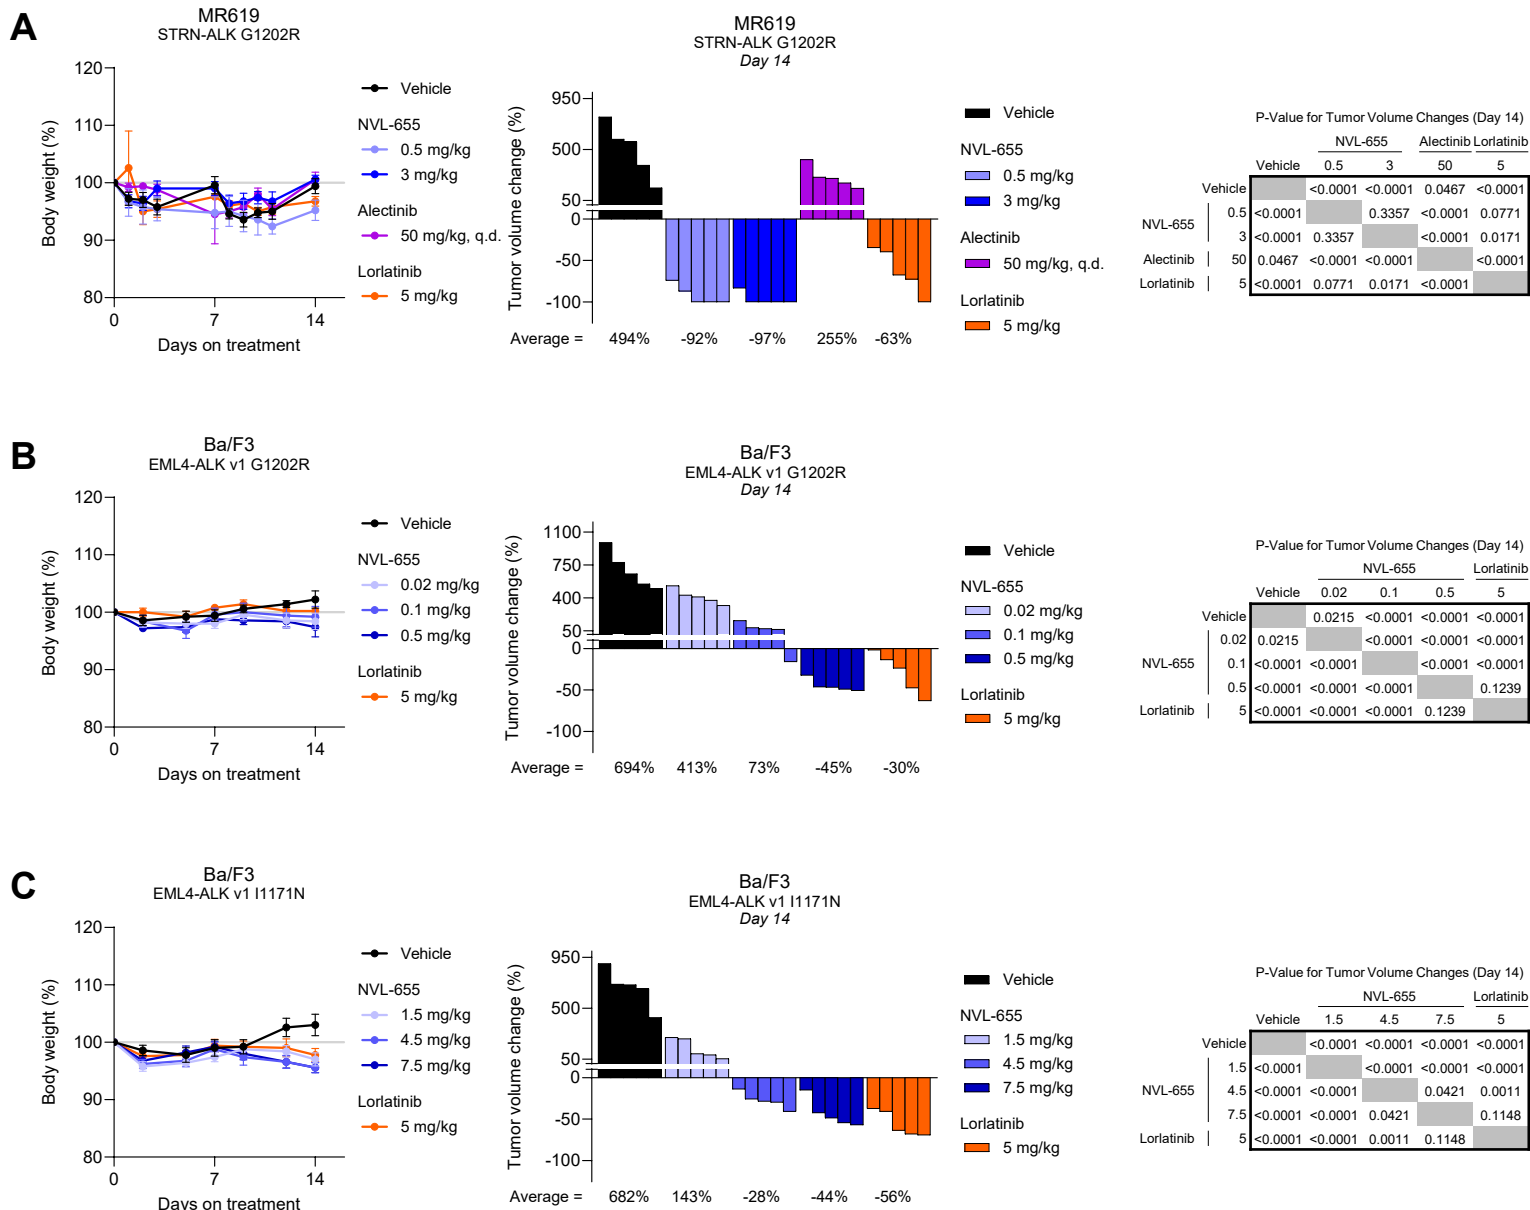 A
MR619
STRN-ALK G1202R
120
110
100
90
80
Body weight (%)
0
7
14
Days on treatment
Vehicle
NVL-655
0.5 mg/kg
3 mg/kg
Alectinib
50 mg/kg, q.d.
Lorlatinib
5 mg/kg
MR619
STRN-ALK G1202R
Day 14
950
500
50
0
-50
-100
Tumor volume change (%)
Average = 494% -92% -97% 255% -63%
Vehicle
NVL-655
0.5 mg/kg
3 mg/kg
Alectinib
50 mg/kg, q.d.
Lorlatinib
5 mg/kg
P-Value for Tumor Volume Changes (Day 14)
NVL-655 Alectinib Lorlatinib
Vehicle 0.5 3 50 5
Vehicle <0.0001 <0.0001 0.0467 <0.0001
NVL-655
0.5 <0.0001 0.3357 <0.0001 0.0771
3 <0.0001 0.3357 <0.0001 0.0171
Alectinib 50 0.0467 <0.0001 <0.0001 <0.0001
Lorlatinib 5 <0.0001 0.0771 0.0171 <0.0001
B
Ba/F3
EML4-ALK v1 G1202R
120
110
100
90
80
Body weight (%)
0
7
14
Days on treatment
Vehicle
NVL-655
0.02 mg/kg
0.1 mg/kg
0.5 mg/kg
Lorlatinib
5 mg/kg
Ba/F3
EML4-ALK v1 G1202R
Day 14
1100
750
400
50
0
-50
-100
Tumor volume change (%)
Average = 694% 413% 73% -45% -30%
Vehicle
NVL-655
0.02 mg/kg
0.1 mg/kg
0.5 mg/kg
Lorlatinib
5 mg/kg
P-Value for Tumor Volume Changes (Day 14)
NVL-655 Lorlatinib
Vehicle 0.02 0.1 0.5 5
Vehicle 0.0215 <0.0001 <0.0001 <0.0001
NVL-655
0.02 0.0215 <0.0001 <0.0001 <0.0001
0.1 <0.0001 <0.0001 <0.0001 <0.0001
0.5 <0.0001 <0.0001 <0.0001 0.1239
Lorlatinib 5 <0.0001 <0.0001 <0.0001 0.1239
C
Ba/F3
EML4-ALK v1 I1171N
120
110
100
90
80
Body weight (%)
0
7
14
Days on treatment
Vehicle
NVL-655
1.5 mg/kg
4.5 mg/kg
7.5 mg/kg
Lorlatinib
5 mg/kg
Ba/F3
EML4-ALK v1 I1171N
Day 14
950
500
50
0
-50
-100
Tumor volume change (%)
Average = 682% 143% -28% -44% -56%
Vehicle
NVL-655
1.5 mg/kg
4.5 mg/kg
7.5 mg/kg
Lorlatinib
5 mg/kg
P-Value for Tumor Volume Changes (Day 14)
NVL-655 Lorlatinib
Vehicle 1.5 4.5 7.5 5
Vehicle <0.0001 <0.0001 <0.0001 <0.0001
NVL-655
1.5 <0.0001 <0.0001 <0.0001 <0.0001
4.5 <0.0001 <0.0001 0.0421 0.0011
7.5 <0.0001 <0.0001 0.0421 0.1148
Lorlatinib 5 <0.0001 <0.0001 0.0011 0.1148